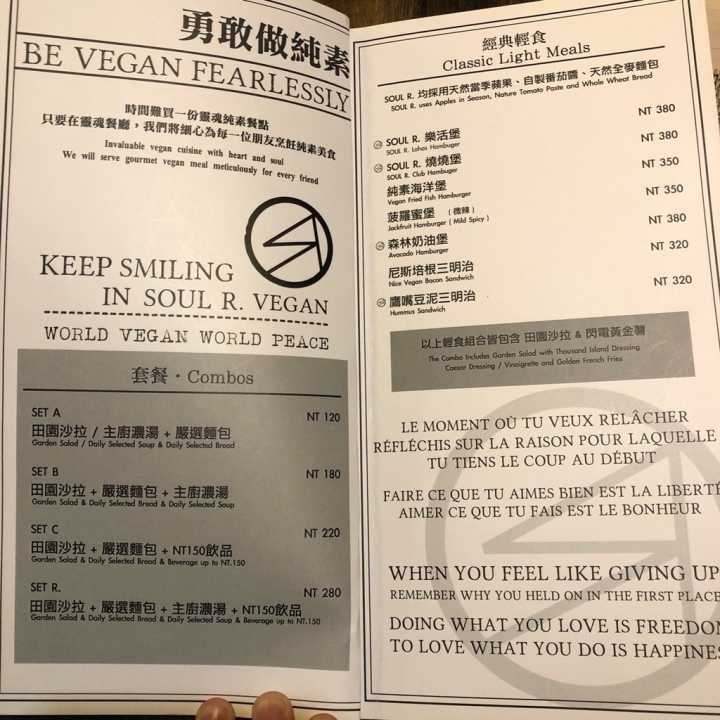 勇敢做純素
BE VEGAN FEARLESSLY
時間難買一份靈魂純素餐點
只要在靈魂餐廳，我們將細心為每一位朋友烹飪純素美食
Invaluable vegan cuisine with heart and soul
We will serve gourmet vegan meal meticulously for every friend
KEEP SMILING
IN SOUL R. VEGAN
WORLD VEGAN WORLD PEACE
套餐・Combos
SET A
NT 120
田園沙拉 / 主廚濃湯 + 嚴選麵包
Garden Salad / Daily Selected Soup & Daily Selected Bread
SET B
NT 180
田園沙拉 + 嚴選麵包 + 主廚濃湯
Garden Salad & Daily Selected Bread & Daily Selected Soup
SET C
NT 220
田園沙拉 + 嚴選麵包 + NT150飲品
Garden Salad & Daily Selected Bread & Beverage up to NT.150
SET R.
NT 280
田園沙拉 + 嚴選麵包 + 主廚濃湯 + NT150飲品
Garden Salad & Daily Selected Bread & Daily Selected Soup & Beverage up to NT.150
經典輕食
Classic Light Meals
SOUL R. 均採用天然當季蘋果、自製番茄醬、天然全麥麵包
SOUL R. uses Apples in Season, Nature Tomato Paste and Whole Wheat Bread
NT 380
SOUL R. 樂活堡
SOUL R. Lohas Hambuger
NT 380
SOUL R. 燒燒堡
SOUL R. Club Hamburger
NT 350
純素海洋堡
Vegan Fried Fish Hamburger
NT 350
菠羅蜜堡 （微辣）
Jackfruit Hamburger ( Mild Spicy )
NT 380
森林奶油堡
Avocado Hamburger
NT 320
尼斯培根三明治
Nice Vegan Bacon Sandwich
NT 320
鷹嘴豆泥三明治
Hummus Sandwich
以上輕食組合皆包含 田園沙拉 & 閃電黃金薯
The Combo Includes Garden Salad with Thousand Island Dressing
Caesar Dressing / Vinaigrette and Golden French Fries
LE MOMENT OÙ TU VEUX RELÂCHER
RÉFLÉCHIS SUR LA RAISON POUR LAQUELLE
TU TIENS LE COUP AU DÉBUT
FAIRE CE QUE TU AIMES BIEN EST LA LIBERTÉ
AIMER CE QUE TU FAIS EST LE BONHEUR
WHEN YOU FEEL LIKE GIVING UP
REMEMBER WHY YOU HELD ON IN THE FIRST PLACE
DOING WHAT YOU LOVE IS FREEDOM
TO LOVE WHAT YOU DO IS HAPPINES